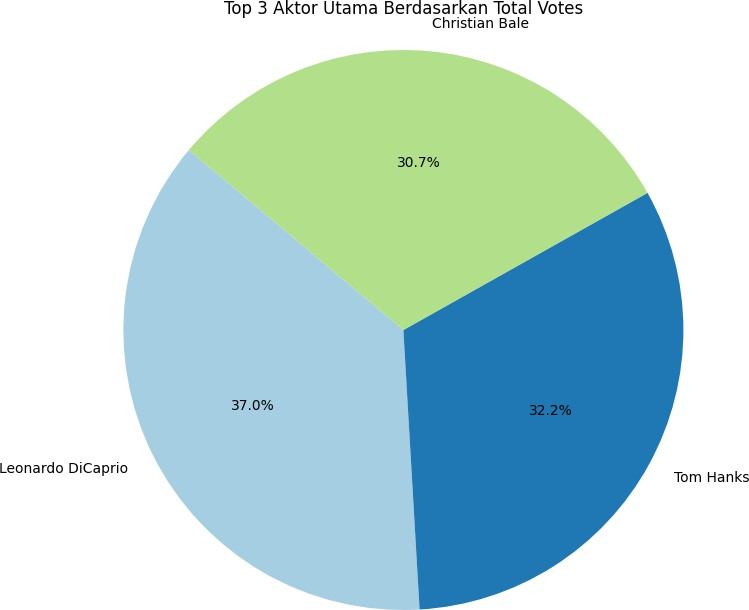 Top 3 Aktor Utama Berdasarkan Total Votes
Christian Bale
30.7%
37.0%
32.2%
Leonardo DiCaprio
Tom Hanks